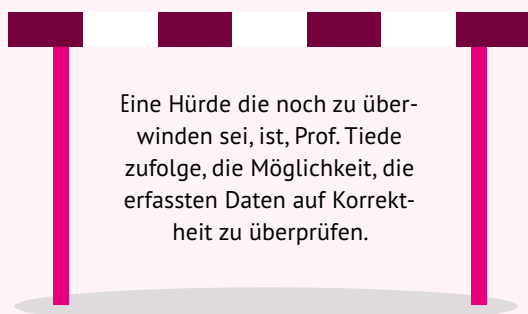 Eine Hürde die noch zu über-
winden sei, ist, Prof. Tiede
zufolge, die Möglichkeit, die
erfassten Daten auf Korrekt-
heit zu überprüfen.